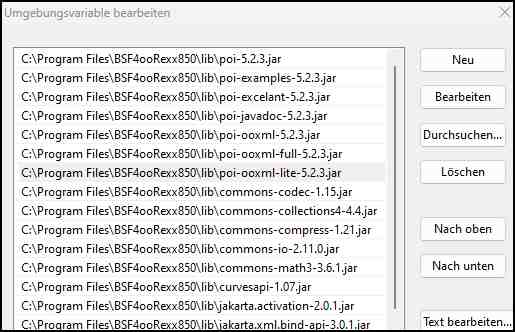 Umgebungsvariable bearbeiten
C:\Program Files\BSF4ooRexx850\lib\poi-5.2.3.jar
C:\Program Files\BSF4ooRexx850\lib\poi-examples-5.2.3.jar
C:\Program Files\BSF4ooRexx850\lib\poi-excelant-5.2.3.jar
C:\Program Files\BSF4ooRexx850\lib\poi-javadoc-5.2.3.jar
C:\Program Files\BSF4ooRexx850\lib\poi-ooxml-5.2.3.jar
C:\Program Files\BSF4ooRexx850\lib\poi-ooxml-full-5.2.3.jar
C:\Program Files\BSF4ooRexx850\lib\poi-ooxml-lite-5.2.3.jar
C:\Program Files\BSF4ooRexx850\lib\commons-codec-1.15.jar
C:\Program Files\BSF4ooRexx850\lib\commons-collections4-4.4.jar
C:\Program Files\BSF4ooRexx850\lib\commons-compress-1.21.jar
C:\Program Files\BSF4ooRexx850\lib\commons-io-2.11.0.jar
C:\Program Files\BSF4ooRexx850\lib\commons-math3-3.6.1.jar
C:\Program Files\BSF4ooRexx850\lib\curvesapi-1.07.jar
C:\Program Files\BSF4ooRexx850\lib\jakarta.activation-2.0.1.jar
C:\Program Files\BSF4ooRexx850\lib\jakarta.xml.bind-api-3.0.1.jar
Neu
Bearbeiten
Durchsuchen...
Löschen
Nach oben
Nach unten
Text bearbeiten...